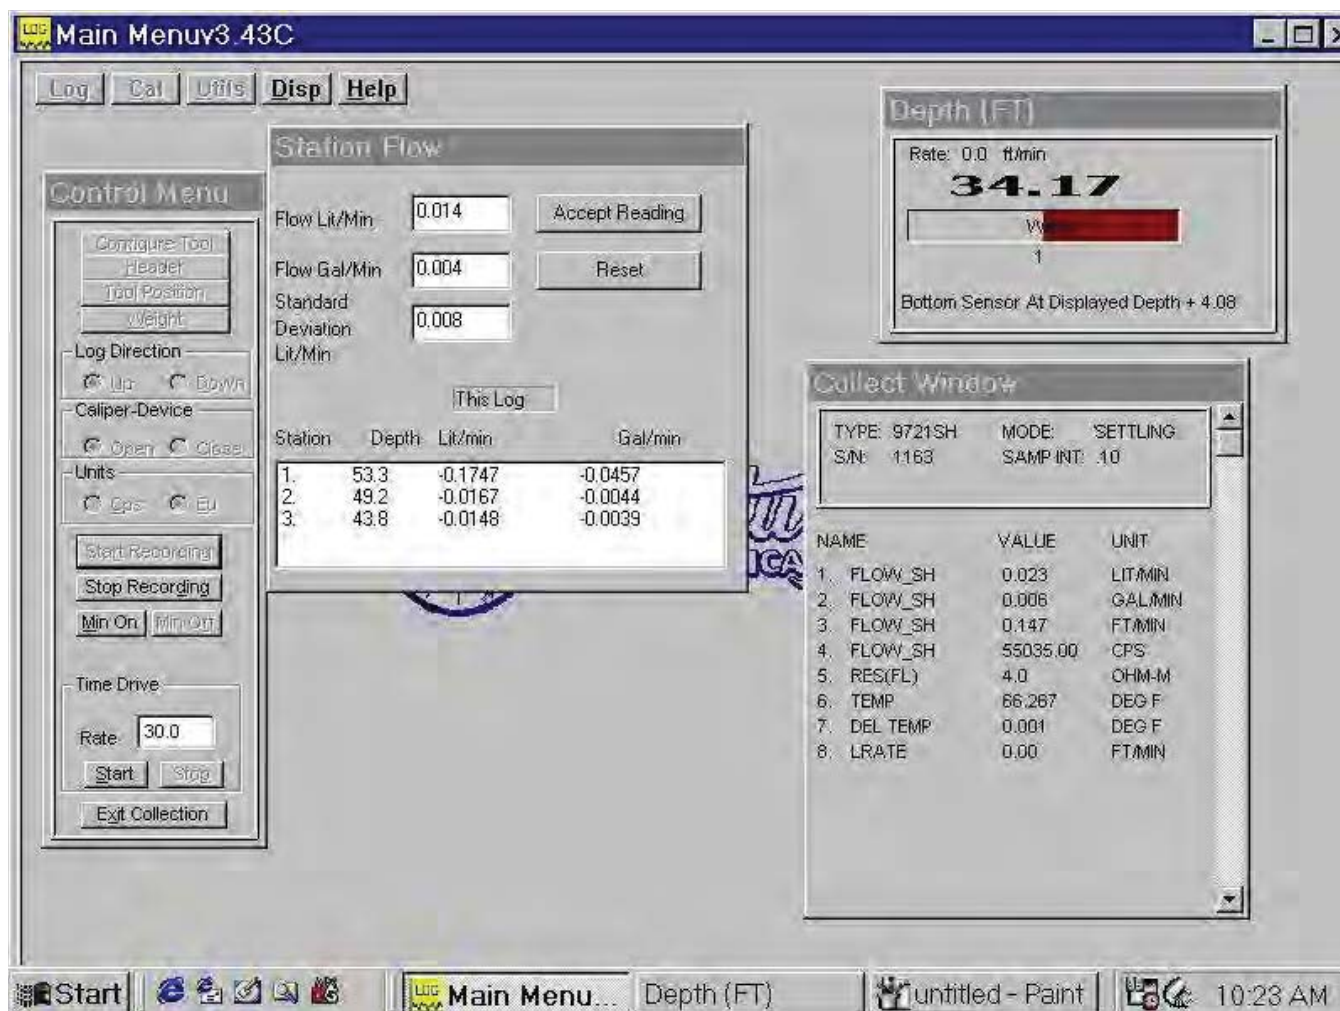 LOG
Main Menuv3.43C
Log Cal Utils Disp Help
Station Flow
Flow Lit/Min 0.014 Accept Reading
Flow Gal/Min 0.004 Reset
Standard
Deviation 0.008
Lit/Min
This Log
Station Depth Lit/min Gal/min
1. 53.3 -0.1747 -0.0457
2. 49.2 -0.0167 -0.0044
3. 43.8 -0.0148 -0.0039
Control Menu
Configure Tool
Header
Tool Position
Weight
Log Direction
Up Down
Caliper-Device
Open Close
Units
Cps Eu
Start Recording
Stop Recording
Min On Min Off
Time Drive
Rate 30.0
Start Stop
Exit Collection
Depth (FT)
Rate: 0.0 ft/min
34.17
1
Bottom Sensor At Displayed Depth + 4.08
Collect Window
TYPE: 9721SH MODE: 'SETTLING
S/N: 1163 SAMP INT: .10
NAME VALUE UNIT
1. FLOW_SH 0.023 LIT/MIN
2. FLOW_SH 0.006 GAL/MIN
3. FLOW_SH 0.147 FT/MIN
4. FLOW_SH 55035.00 CPS
5. RES(FL) 4.0 OHM-M
6. TEMP 66.267 DEG F
7. DEL TEMP 0.001 DEG F
8. LRATE 0.00 FT/MIN
Start LOG Main Menu... Depth (FT) untitled - Paint 10:23 AM